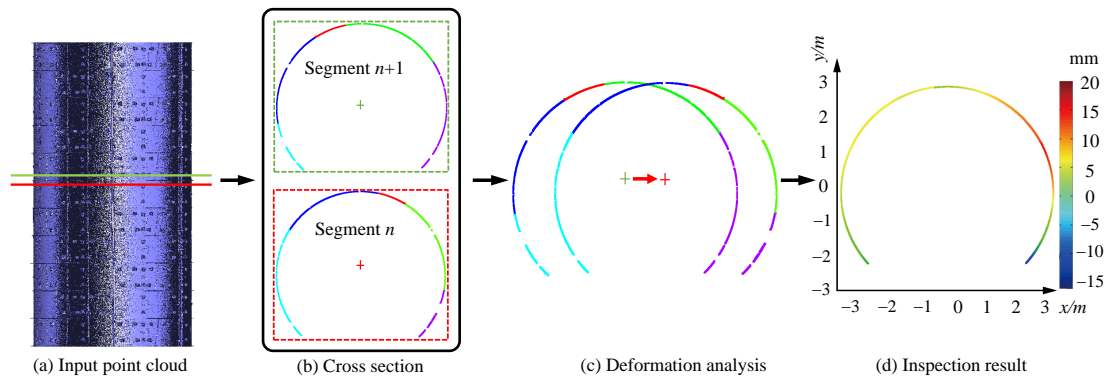 Segment n+1
Segment n
y/m
3
2
1
0
−1
−2
−3
−3 −2 −1 0 1 2 3 x/m
mm
20
15
10
5
0
−5
−10
−15
(a) Input point cloud
(b) Cross section
(c) Deformation analysis
(d) Inspection result